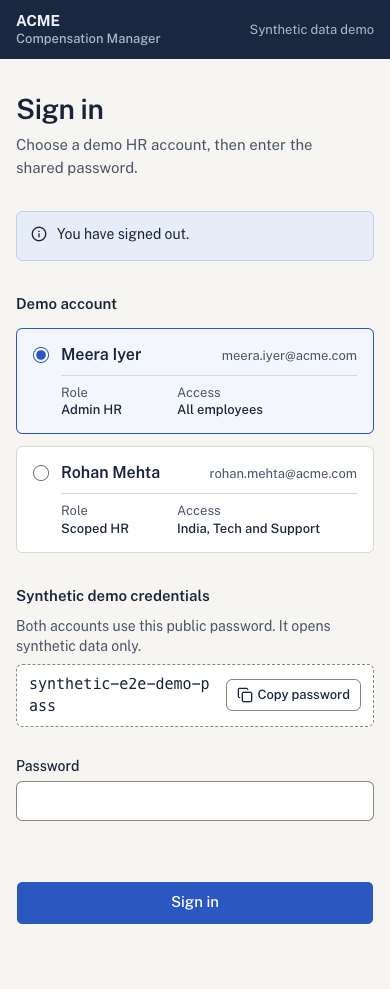 ACME
Compensation Manager
Synthetic data demo
Sign in
Choose a demo HR account, then enter the
shared password.
You have signed out.
Demo account
Meera Iyer
meera.iyer@acme.com
Role
Access
Admin HR
All employees
Rohan Mehta
rohan.mehta@acme.com
Role
Access
Scoped HR
India, Tech and Support
Synthetic demo credentials
Both accounts use this public password. It opens
synthetic data only.
synthetic-e2e-demo-p
ass
Copy password
Password
Sign in